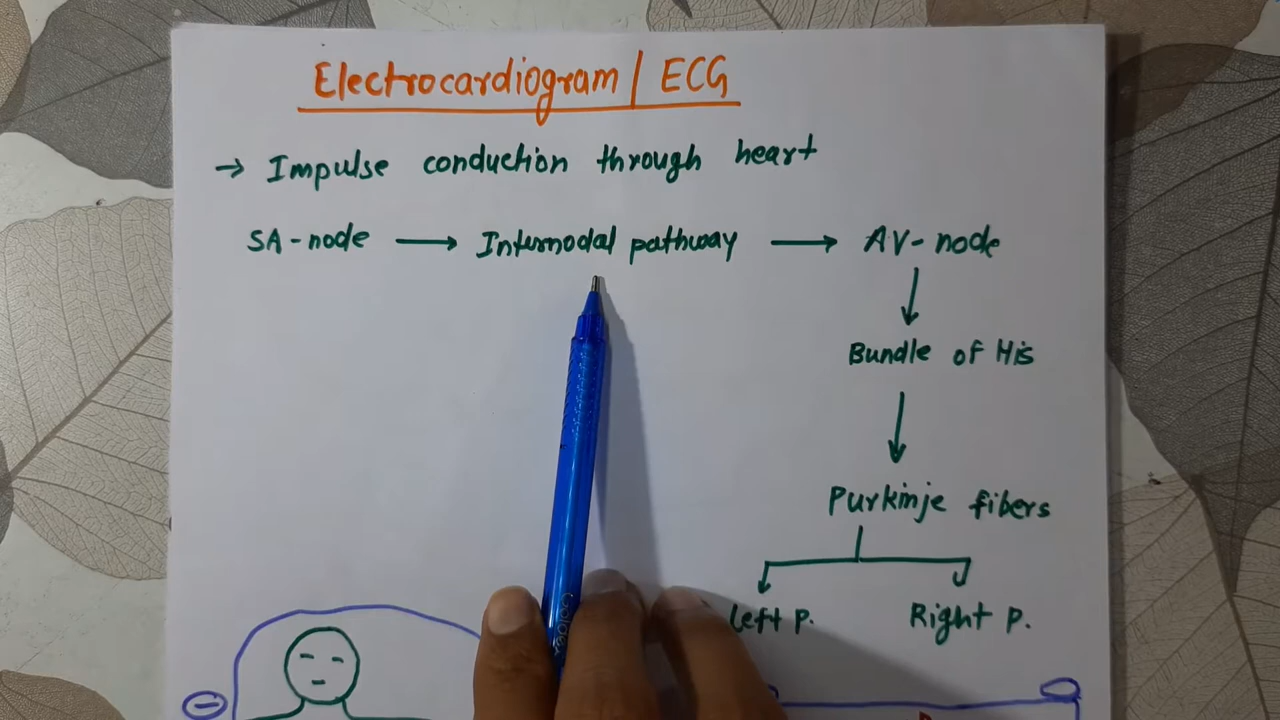 Electrocardiogram / ECG
→ Impulse conduction through heart
SA-node → Internodal pathway → AV-node
Bundle of His
Purkinje fibers
Left P. Right P.